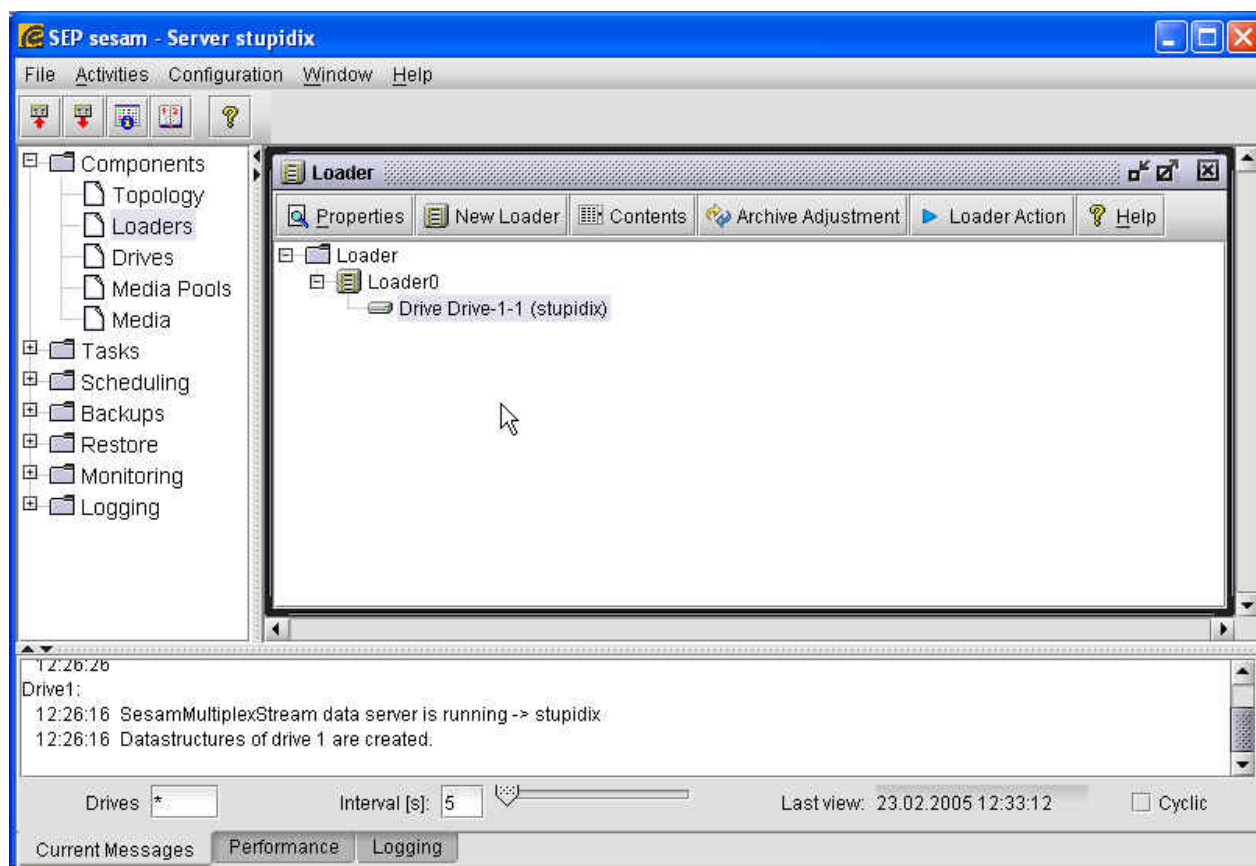 SEP sesam - Server stupidix
File Activities Configuration Window Help
Components
Topology
Loaders
Drives
Media Pools
Media
Tasks
Scheduling
Backups
Restore
Monitoring
Logging
Loader
Properties New Loader Contents Archive Adjustment Loader Action Help
Loader
Loader0
Drive Drive-1-1 (stupidix)
12:26:26
Drive1:
12:26:16 SesamMultiplexStream data server is running -> stupidix
12:26:16 Datastructures of drive 1 are created.
Drives * Interval [s]: 5 Last view: 23.02.2005 12:33:12 Cyclic
Current Messages Performance Logging